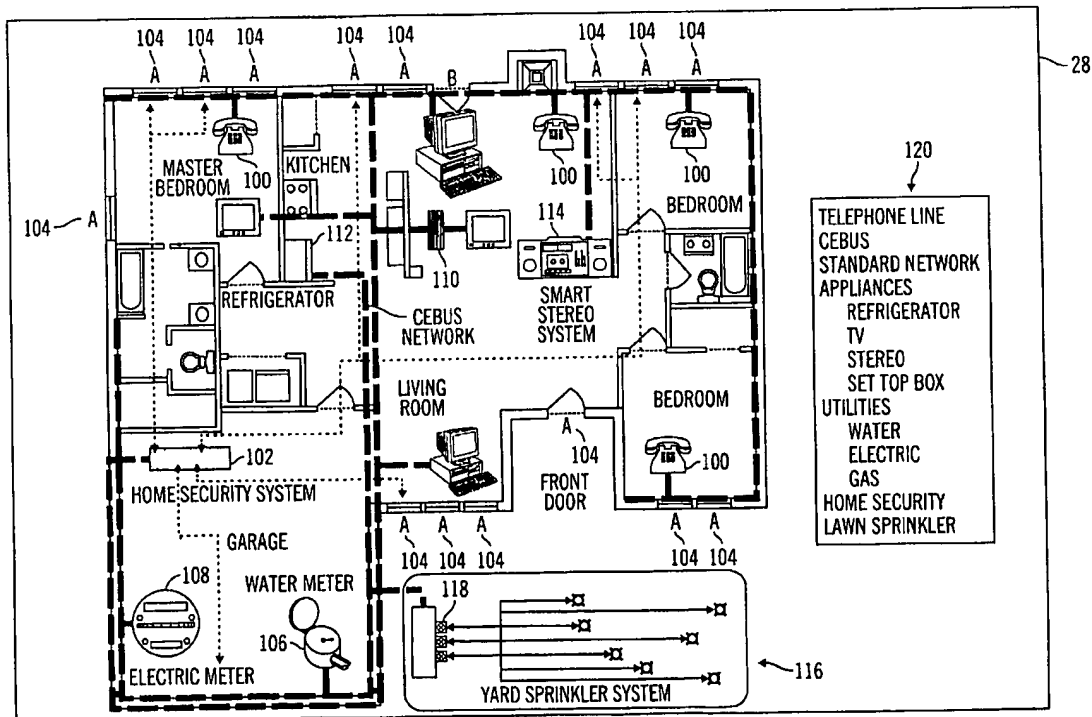 104 104 104 104 104 104 104 104
A A A A A B A A A
28
MASTER
BEDROOM
100
KITCHEN
100
100
BEDROOM
120
104 A
112
110
114
TELEPHONE LINE
CEBUS
STANDARD NETWORK
APPLIANCES
REFRIGERATOR
TV
STEREO
SET TOP BOX
UTILITIES
WATER
ELECTRIC
GAS
HOME SECURITY
LAWN SPRINKLER
REFRIGERATOR
CEBUS
NETWORK
SMART
STEREO
SYSTEM
LIVING
ROOM
BEDROOM
A
104
FRONT
DOOR
100
102
HOME SECURITY SYSTEM
A A A
104 104 104
A A
104 104
GARAGE
108
WATER METER
106
ELECTRIC METER
118
116
YARD SPRINKLER SYSTEM